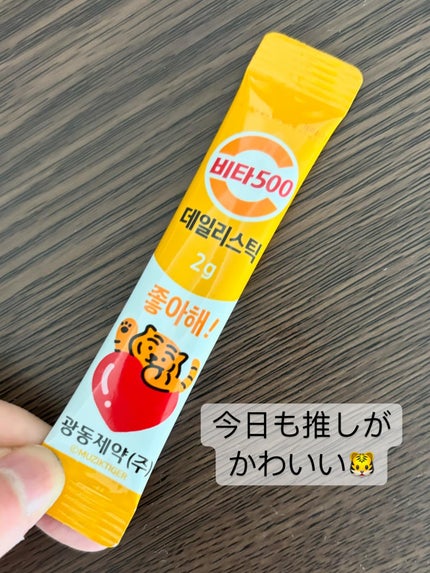 비타500
데일리스틱
2g
좋아해!
광동제약(주)
©MUZIKTIGER
今日も推しが
かわいい🐯